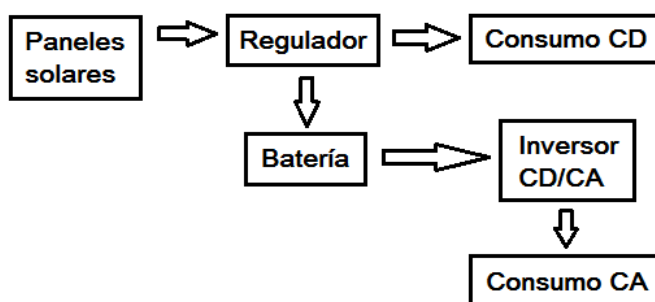 Paneles
solares
Regulador
Consumo CD
Batería
Inversor
CD/CA
Consumo CA